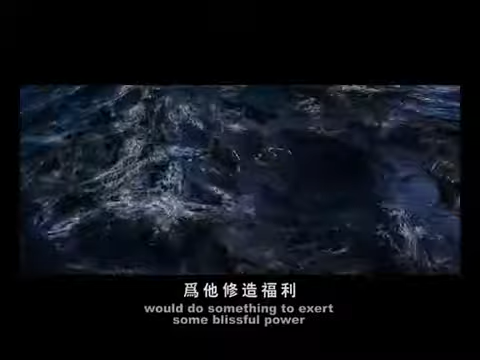 爲他修造福利
would do something to exert
some blissful power